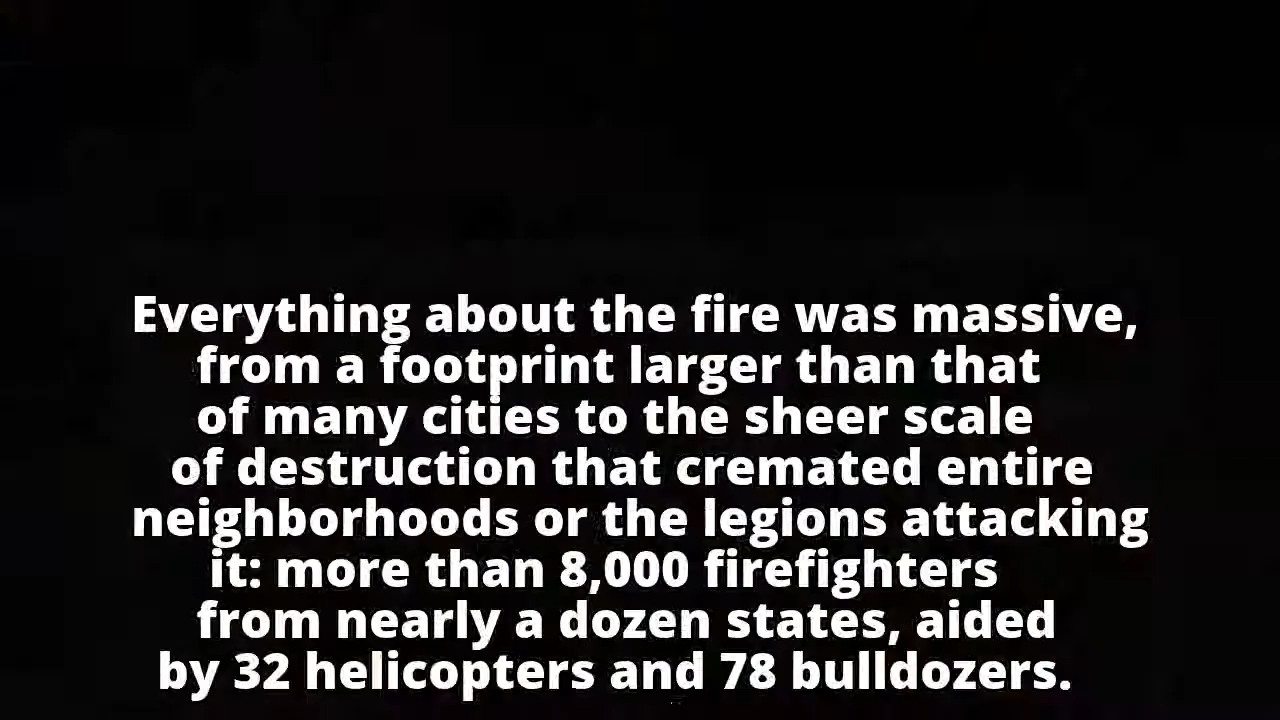 Everything about the fire was massive,
from a footprint larger than that
of many cities to the sheer scale
of destruction that cremated entire
neighborhoods or the legions attacking
it: more than 8,000 firefighters
from nearly a dozen states, aided
by 32 helicopters and 78 bulldozers.